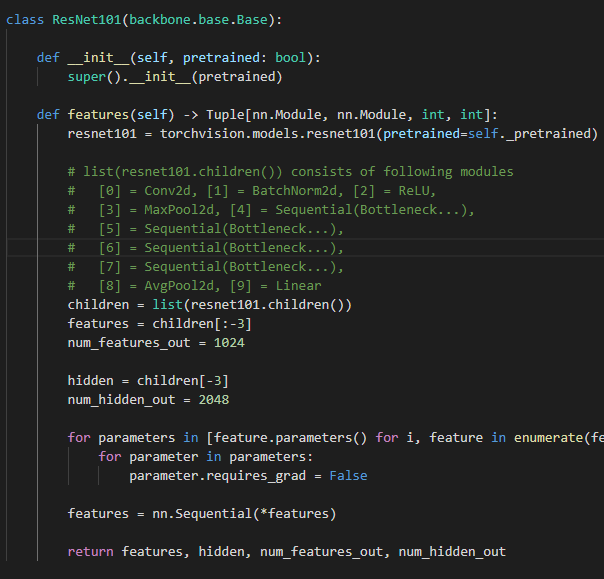 class ResNet101(backbone.base.Base):
def __init__(self, pretrained: bool):
super().__init__(pretrained)
def features(self) -> Tuple[nn.Module, nn.Module, int, int]:
resnet101 = torchvision.models.resnet101(pretrained=self._pretrained)
# list(resnet101.children()) consists of following modules
#   [0] = Conv2d, [1] = BatchNorm2d, [2] = ReLU,
#   [3] = MaxPool2d, [4] = Sequential(Bottleneck...),
#   [5] = Sequential(Bottleneck...),
#   [6] = Sequential(Bottleneck...),
#   [7] = Sequential(Bottleneck...),
#   [8] = AvgPool2d, [9] = Linear
children = list(resnet101.children())
features = children[:-3]
num_features_out = 1024
hidden = children[-3]
num_hidden_out = 2048
for parameters in [feature.parameters() for i, feature in enumerate(fe
for parameter in parameters:
parameter.requires_grad = False
features = nn.Sequential(*features)
return features, hidden, num_features_out, num_hidden_out